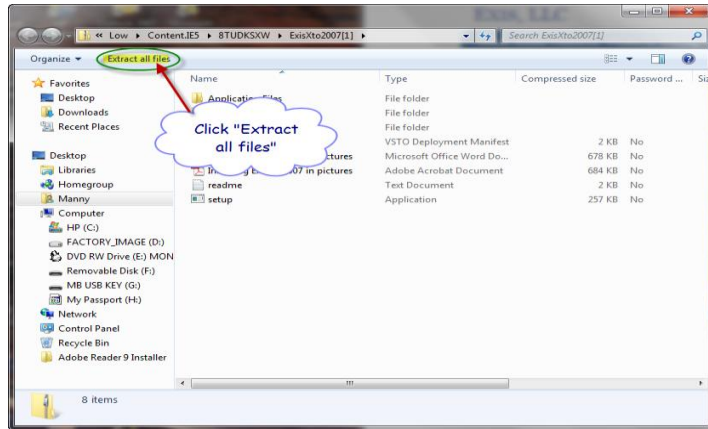 EXIS, LLC
« Low ▸ Content.IE5 ▸ 8TUDKSXW ▸ ExisXto2007[1] ▸
Search ExisXto2007[1]
Organize
Extract all files
Favorites
Desktop
Downloads
Recent Places
Desktop
Libraries
Homegroup
Manny
Computer
HP (C:)
FACTORY_IMAGE (D:)
DVD RW Drive (E:) MON
Removable Disk (F:)
MB USB KEY (G:)
My Passport (H:)
Network
Control Panel
Recycle Bin
Adobe Reader 9 Installer
Name Type Compressed size Password ... Siz
Application Files File folder
File folder
File folder
VSTO Deployment Manifest 2 KB No
ctures Microsoft Office Word Do... 678 KB No
07 in pictures Adobe Acrobat Document 684 KB No
readme Text Document 2 KB No
setup Application 257 KB No
Click "Extract
all files"
8 items